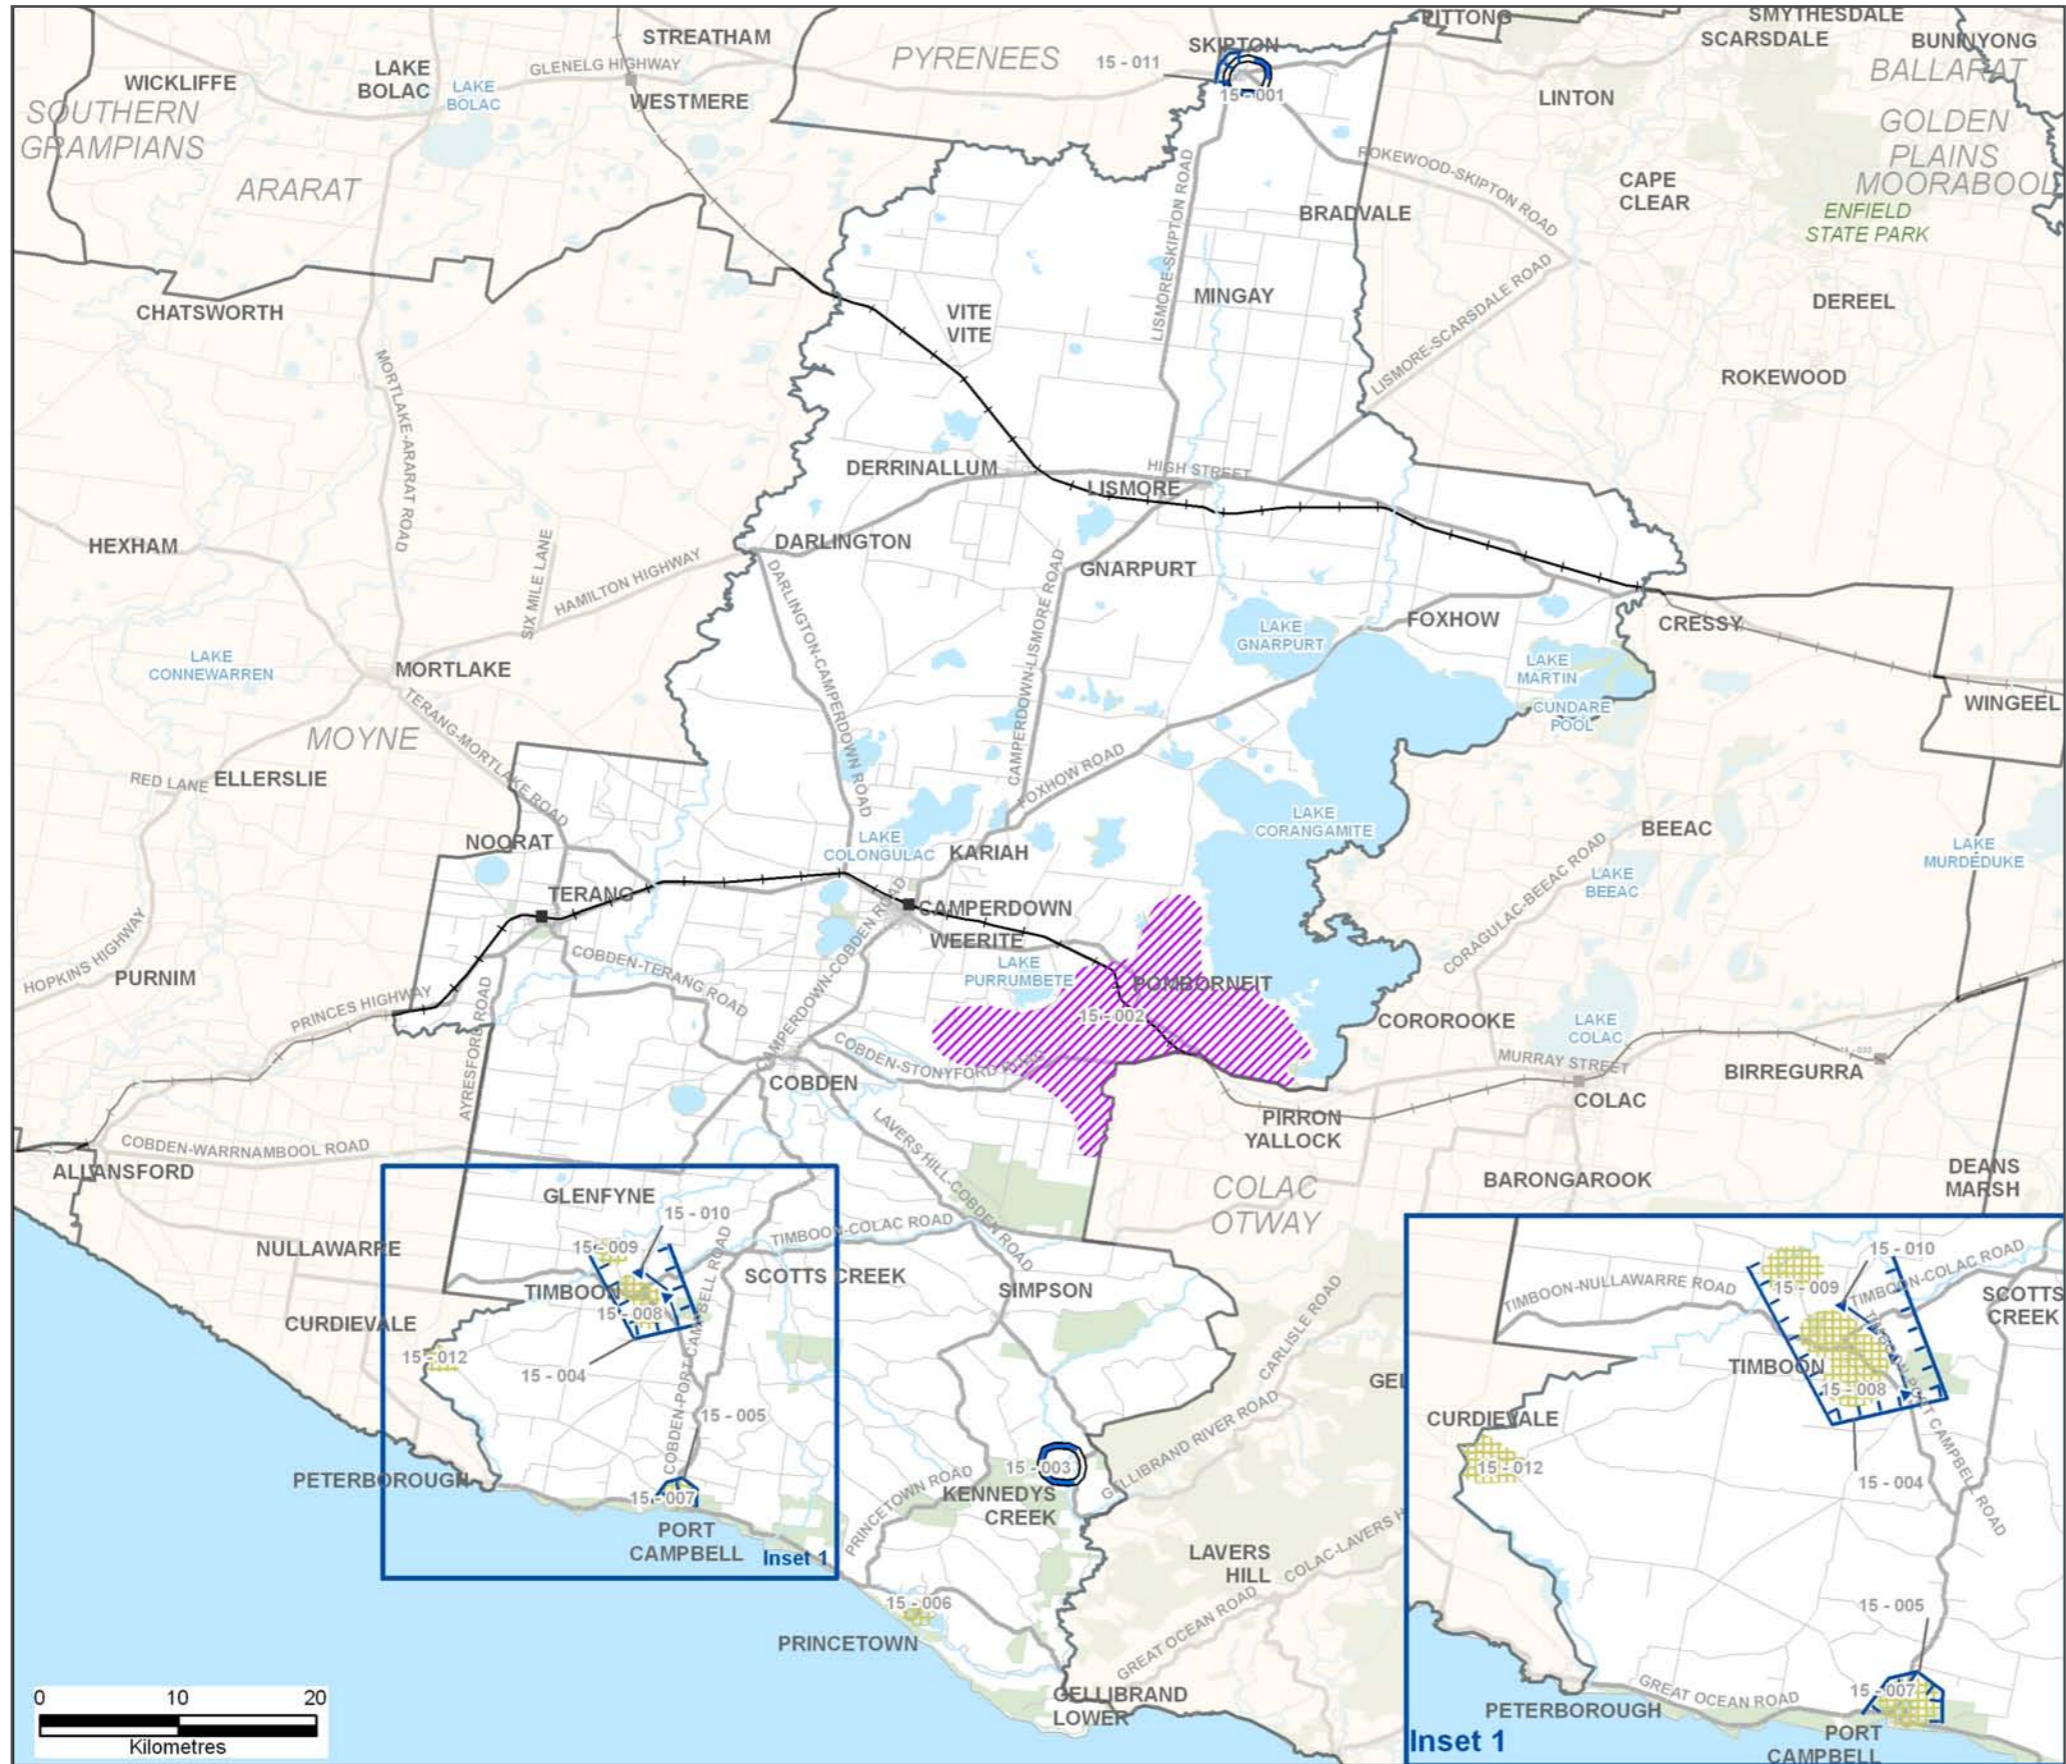 PITTONG
SMYTHESDALE
SKIPTON
STREATHAM
SCARSDALE
BUNINYONG
PYRENEES
15 - 011
GLENELG HIGHWAY
LAKE
BOLAC
WICKLIFFE
LAKE
BOLAC
BALLARAT
WESTMERE
15 - 001
LINTON
SOUTHERN
GRAMPIANS
GOLDEN
PLAINS
MOORABOOL
ARARAT
ROKEWOOD-SKIPTON ROAD
CAPE
CLEAR
BRADVALE
ENFIELD
STATE PARK
LISMORE-SKIPTON ROAD
MINGAY
DEREEL
CHATSWORTH
VITE
VITE
LISMORE-SCARSDALE ROAD
ROKEWOOD
MORTLAKE-ARARAT ROAD
DERRINALLUM
HIGH STREET
LISMORE
HEXHAM
DARLINGTON
SIX MILE LANE
HAMILTON HIGHWAY
GNARPURT
DARLINGTON-CAMPERDOWN ROAD
CAMPERDOWN-LISMORE ROAD
FOXHOW
LAKE
GNARPURT
CRESSY
LAKE
CONNEWARREN
MORTLAKE
LAKE
MARTIN
CUNDARE
POOL
WINGEEL
TERANG-MORTLAKE ROAD
MOYNE
RED LANE
ELLERSLIE
FOXHOW ROAD
LAKE
CORANGAMITE
NOORAT
LAKE
COLONGULAC
KARIAH
BEEAC
LAKE
MURDEDUKE
CORAGULAC-BEEAC ROAD
LAKE
BEEAC
TERANG
CAMPERDOWN
WEERITE
HOPKINS HIGHWAY
PURNIM
COBDEN-TERANG ROAD
CAMPERDOWN-COBDEN ROAD
LAKE
PURRUMBETE
POMBORNEIT
PRINCES HIGHWAY
15 - 002
COROROOKE
LAKE
COLAC
AYRESFORD ROAD
COBDEN-STONYFORD ROAD
MURRAY STREET
BIRREGURRA
COBDEN
COLAC
PIRRON
YALLOCK
LAVERS HILL-COBDEN ROAD
COBDEN-WARRNAMBOOL ROAD
ALLANSFORD
BARONGAROOK
DEANS
MARSH
COLAC
OTWAY
GLENFYNE
15 - 010
TIMBOON-COLAC ROAD
NULLAWARRE
15 - 009
SCOTTS CREEK
SIMPSON
TIMBOON
15 - 008
CURDIEVALE
15 - 012
15 - 004
COBDEN-PORT CAMPBELL ROAD
15 - 005
CARLISLE ROAD
GEL
GELLIBRAND RIVER ROAD
15 - 003
PETERBOROUGH
15 - 007
PRINCETOWN ROAD
KENNEDYS
CREEK
PORT
CAMPBELL
Inset 1
LAVERS
HILL
COLAC-LAVERS H
15 - 006
PRINCETOWN
GREAT OCEAN ROAD
GELLIBRAND
LOWER
0 10 20
Kilometres
15 - 010
TIMBOON-NULLAWARRE ROAD
TIMBOON-COLAC ROAD
15 - 009
SCOTTS
CREEK
TIMBOON
15 - 008
TIMBOON-PORT CAMPBELL ROAD
CURDIEVALE
15 - 012
15 - 004
15 - 005
GREAT OCEAN ROAD
15 - 007
PETERBOROUGH
PORT
CAMPBELL
Inset 1